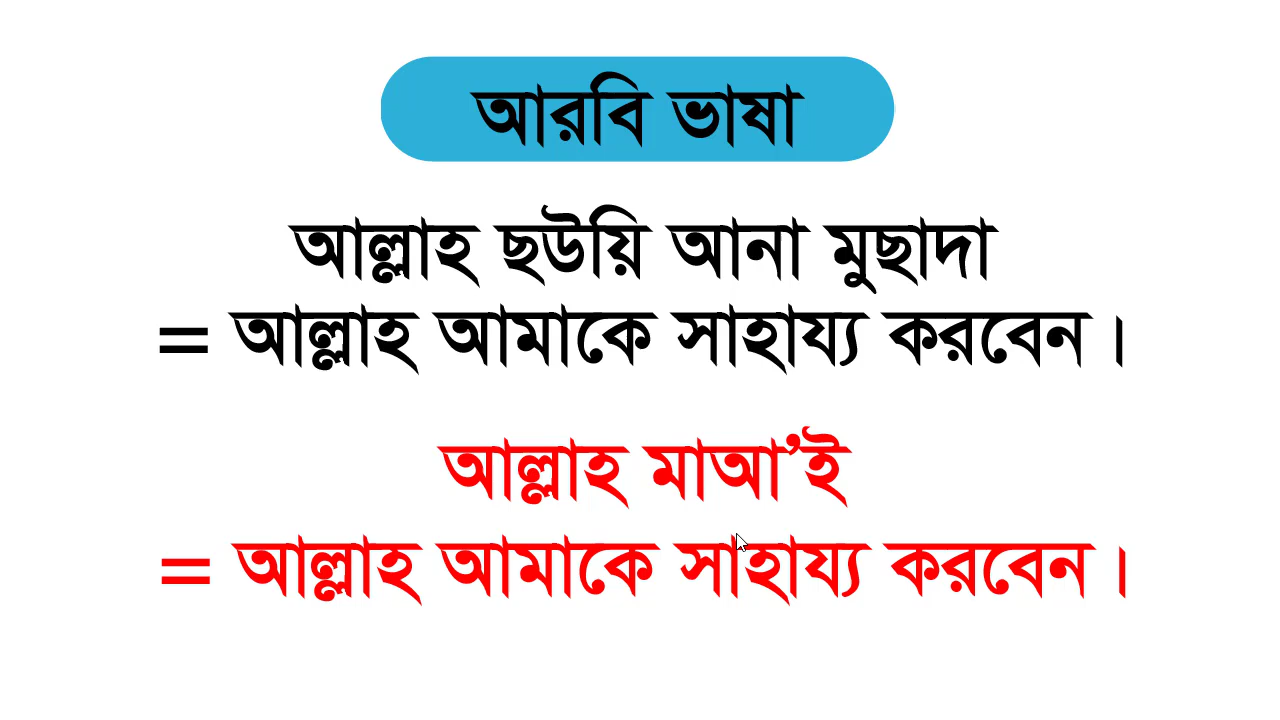 আরবি ভাষা
আল্লাহ ছউয়ি আনা মুছাদা
= আল্লাহ আমাকে সাহায্য করবেন।
আল্লাহ মাআ’ই
= আল্লাহ আমাকে সাহায্য করবেন।